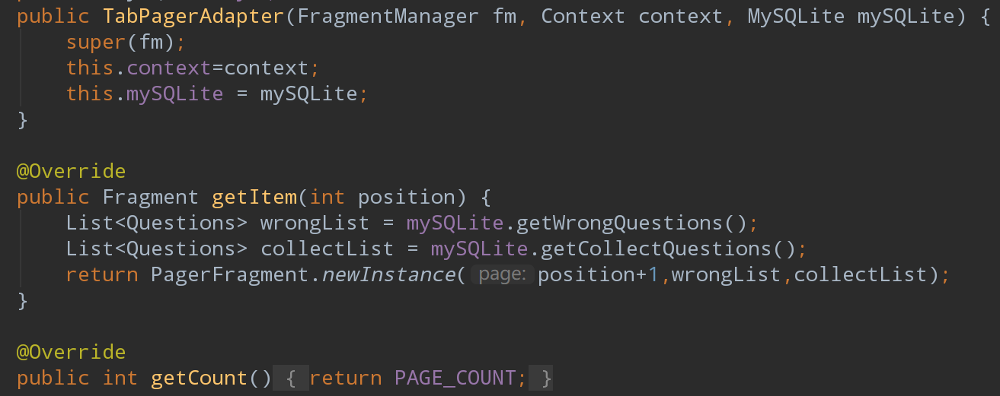 public TabPagerAdapter(FragmentManager fm, Context context, MySQLite mySQLite) {
    super(fm);
    this.context=context;
    this.mySQLite = mySQLite;
}

@Override
public Fragment getItem(int position) {
    List<Questions> wrongList = mySQLite.getWrongQuestions();
    List<Questions> collectList = mySQLite.getCollectQuestions();
    return PagerFragment.newInstance( page: position+1,wrongList,collectList);
}

@Override
public int getCount() { return PAGE_COUNT; }